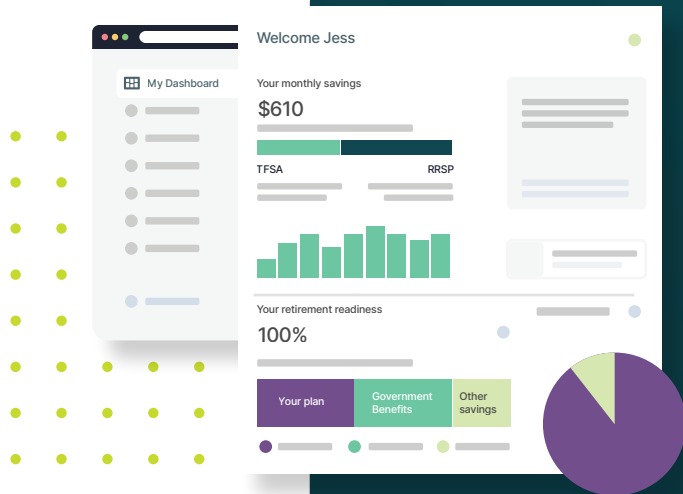 Welcome Jess
My Dashboard
Your monthly savings
$610
TFSA
RRSP
Your retirement readiness
100%
Your plan
Government
Benefits
Other
savings